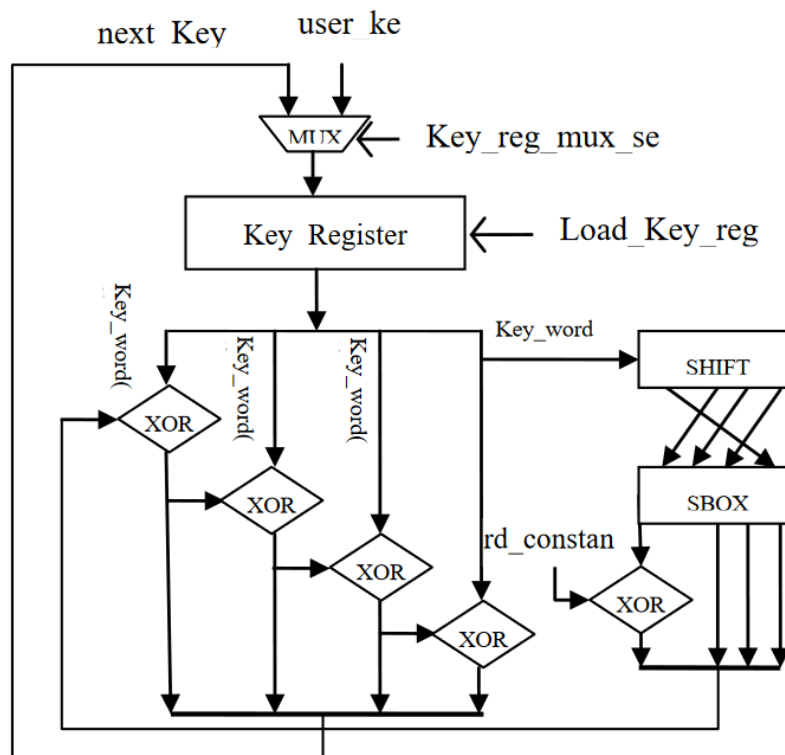 next Key
user_ke
MUX
Key_reg_mux_se
Key Register
Load_Key_reg
Key_word(
Key_word(
Key_word(
Key_word
SHIFT
XOR
XOR
SBOX
rd_constan
XOR
XOR
XOR